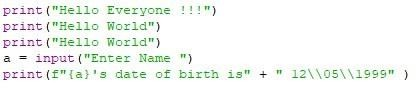 print("Hello Everyone !!!")
print("Hello World")
print("Hello World")
a = input("Enter Name ")
print(f"{a}'s date of birth is" + " 12\\05\\1999" )